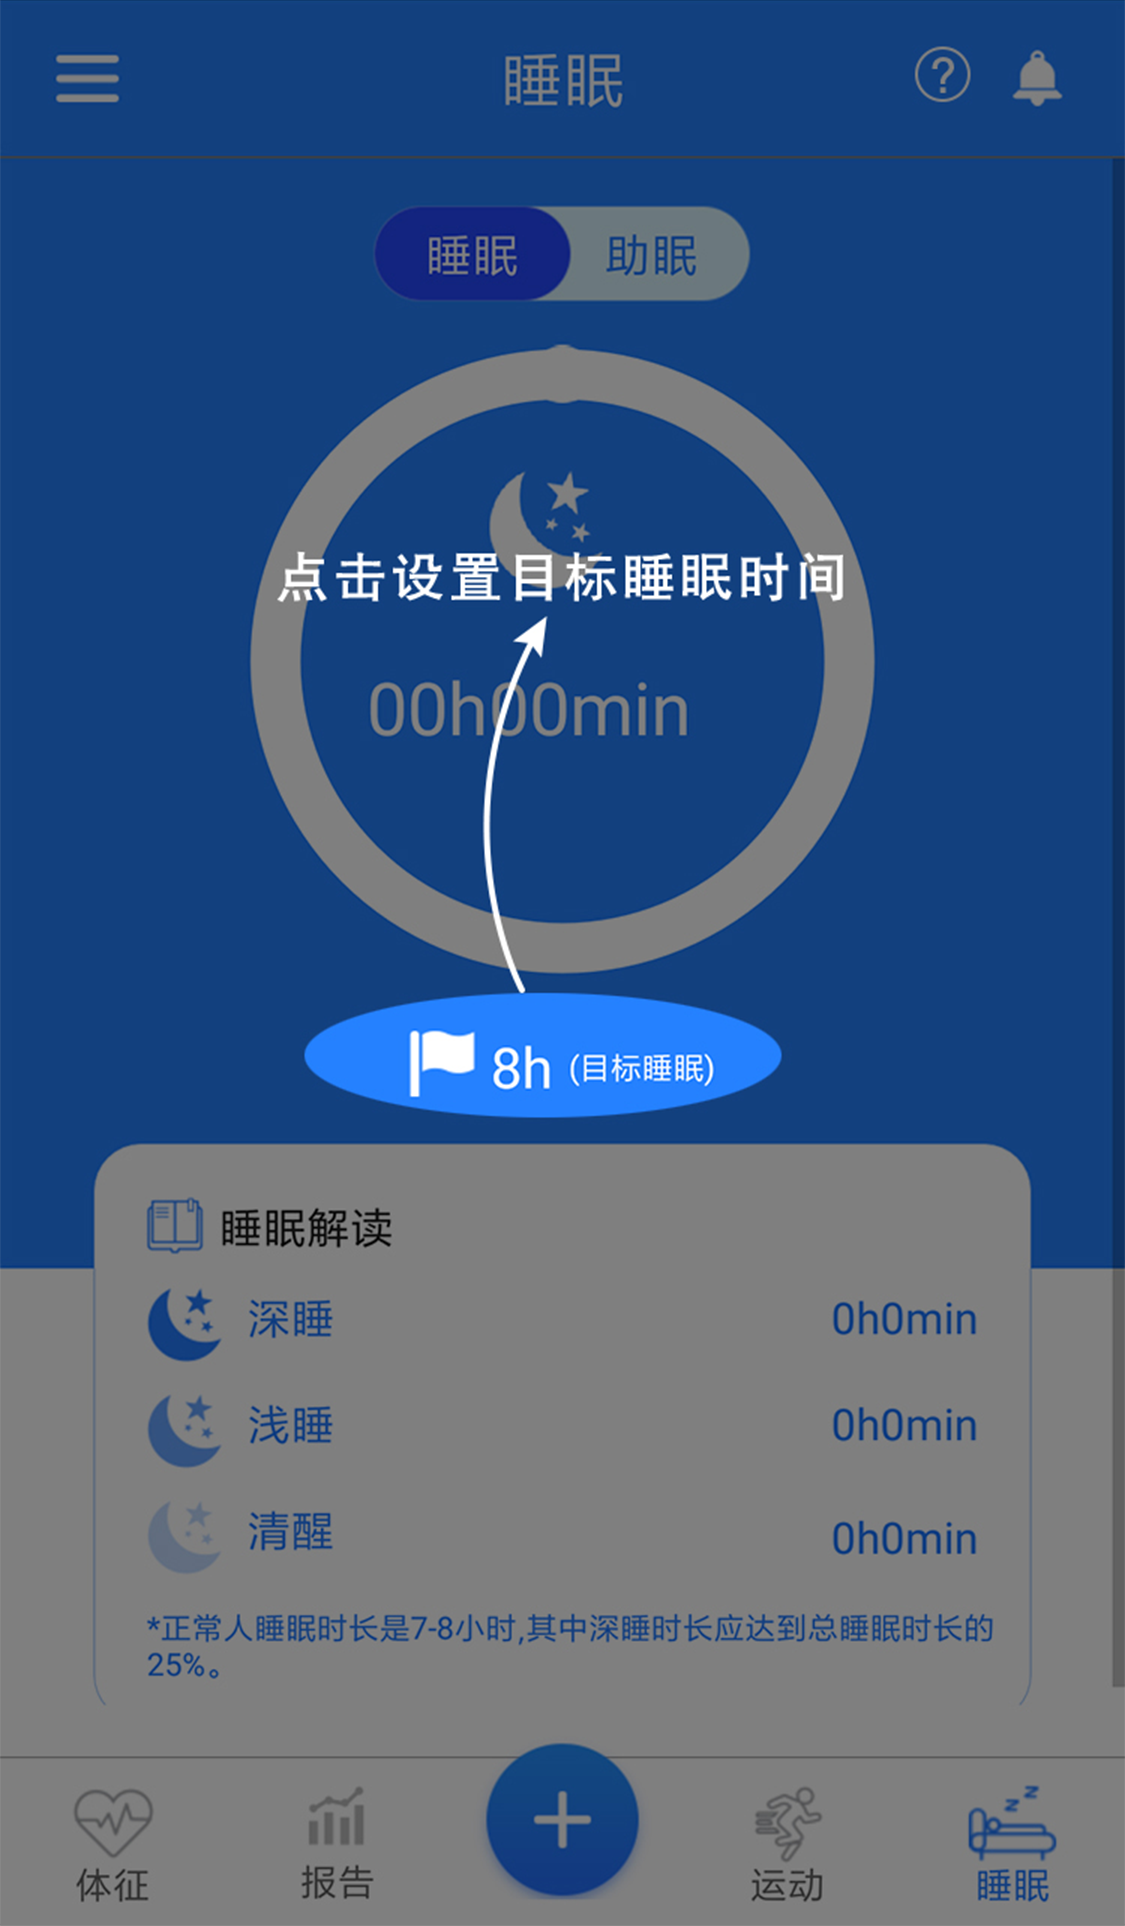 睡眠
睡眠
助眠
点击设置目标睡眠时间
00h00min
8h (目标睡眠)
睡眠解读
深睡 0h0min
浅睡 0h0min
清醒 0h0min
*正常人睡眠时长是7-8小时,其中深睡时长应达到总睡眠时长的
25%。
体征
报告
运动
睡眠